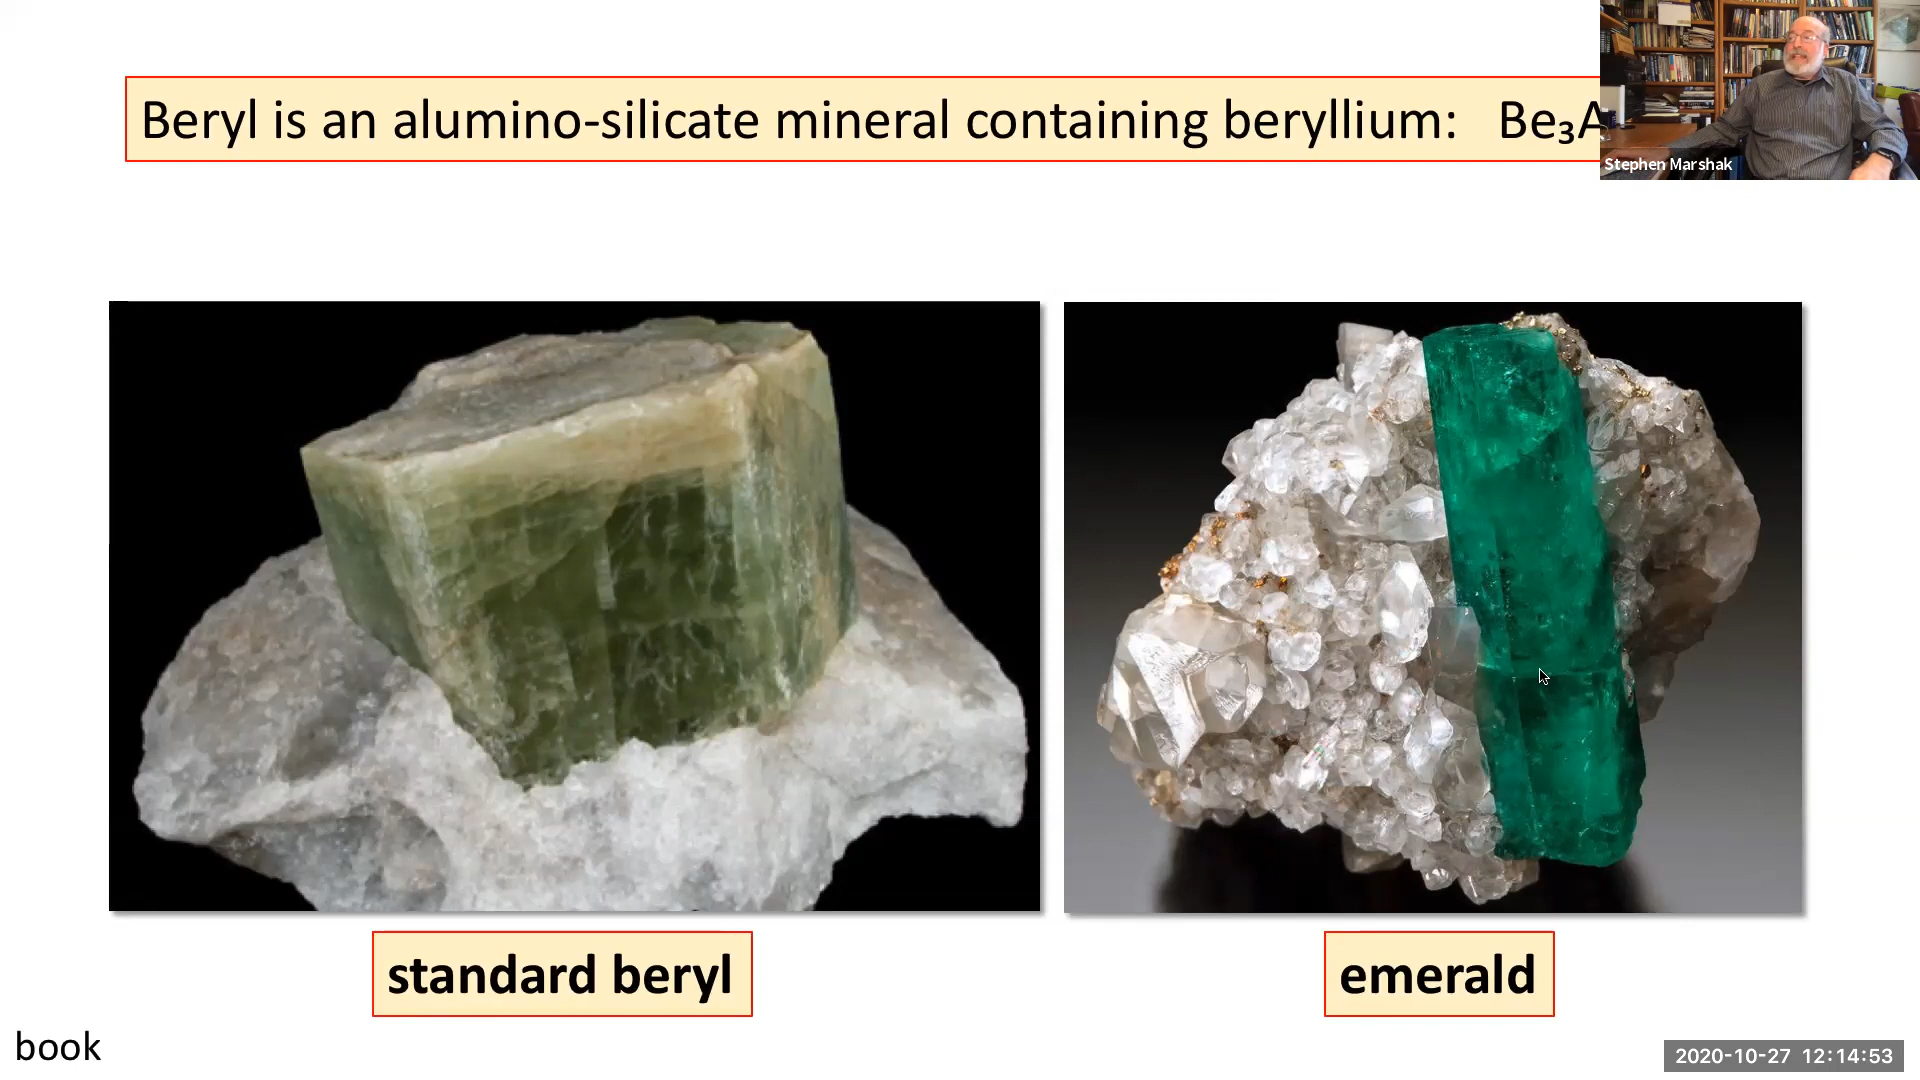 Beryl is an alumino-silicate mineral containing beryllium: Be₃A
Stephen Marshak
standard beryl
emerald
book
2020-10-27 12:14:53